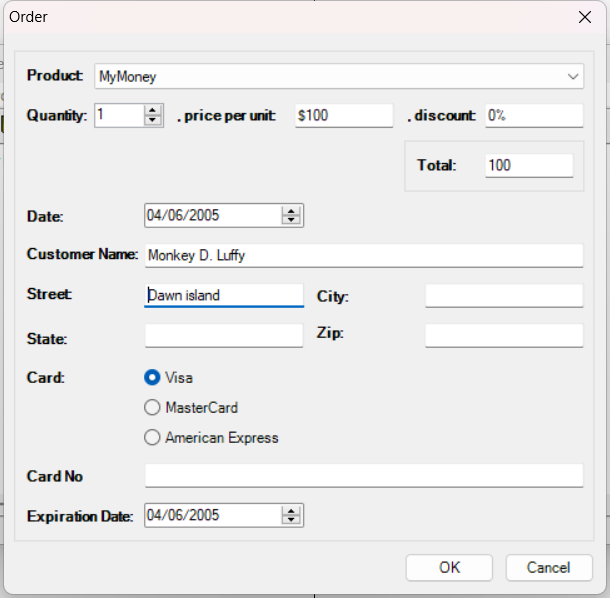 Order
Product: MyMoney
Quantity: 1 , price per unit: $100 , discount: 0%
Total: 100
Date: 04/06/2005
Customer Name: Monkey D. Luffy
Street: Dawn island City:
State: Zip:
Card: Visa
MasterCard
American Express
Card No
Expiration Date: 04/06/2005
OK Cancel